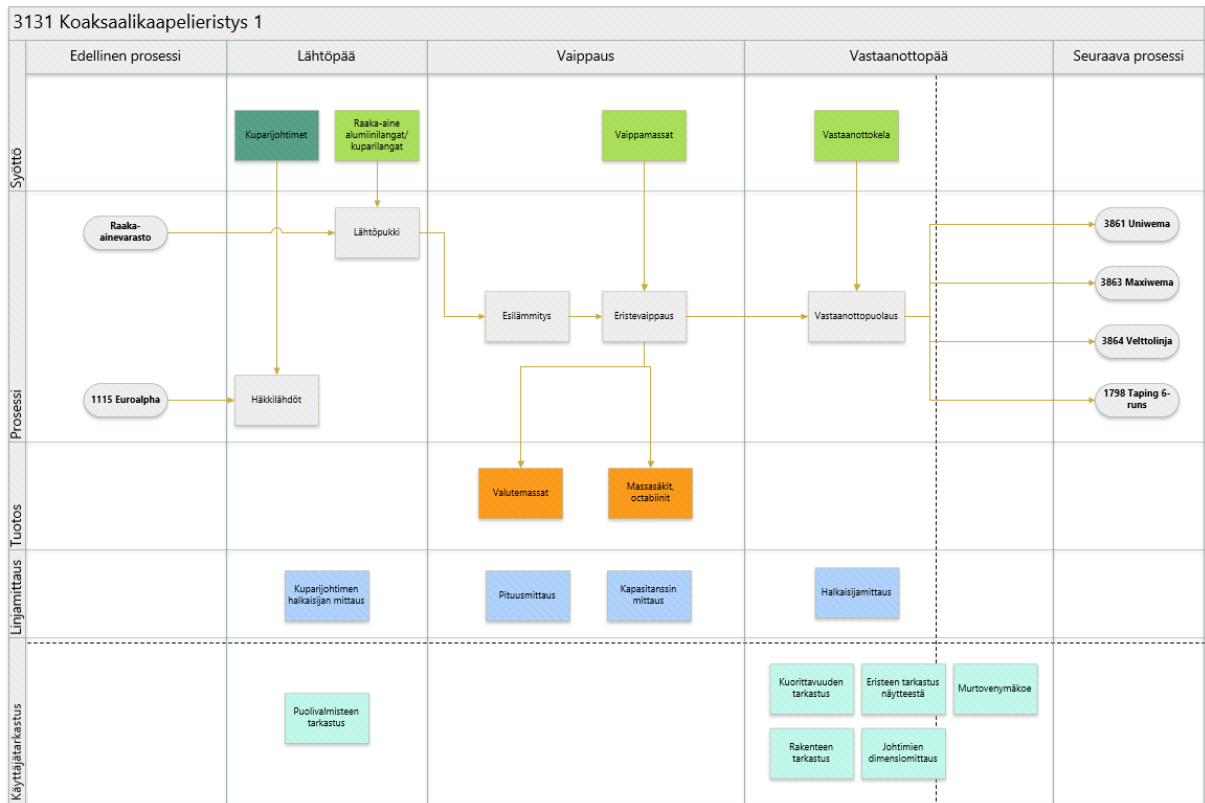 3131 Koaksaalikaapelieristys 1
Edellinen prosessi
Lähtöpää
Vaippaus
Vastaanottopää
Seuraava prosessi
Syöttö
Kuparijohtimet
Raaka-aine
alumiinilangat/
kuparilangat
Vaippamassat
Vastaanottokela
Prosessi
Raaka-
ainevarasto
Lähtöpukki
3861 Uniwema
3863 Maxiwema
Esilämmitys
Eristevaippaus
Vastaanottopuolaus
3864 Velttolinja
1115 Euroalpha
Häkkilähdöt
1798 Taping 6-
runs
Tuotos
Valutemassat
Massasäkit,
octabiinit
Linjamittaus
Kuparijohtimen
halkaisijan mittaus
Pituusmittaus
Kapasitanssin
mittaus
Halkaisijamittaus
Käyttäjätarkastus
Puolivalmisteen
tarkastus
Kuorittavuuden
tarkastus
Eristeen tarkastus
näytteestä
Murtovenymäkoe
Rakenteen
tarkastus
Johtimien
dimensiomittaus